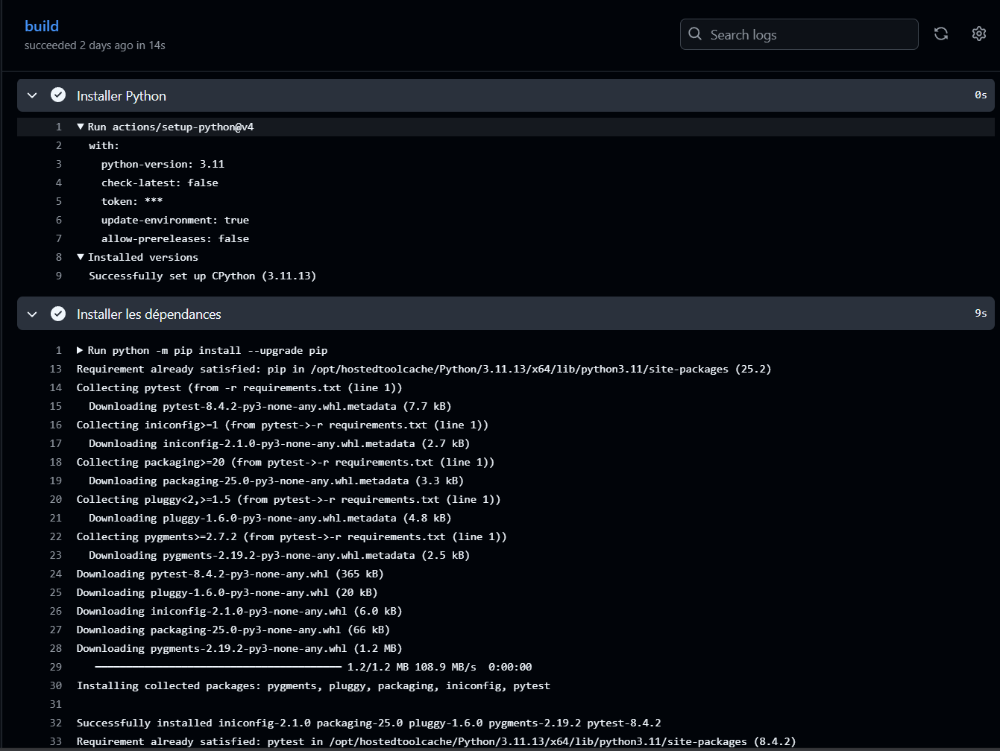 build
succeeded 2 days ago in 14s
Search logs
Installer Python 0s
1 Run actions/setup-python@v4
2 with:
3 python-version: 3.11
4 check-latest: false
5 token: ***
6 update-environment: true
7 allow-prereleases: false
8 Installed versions
9 Successfully set up CPython (3.11.13)
Installer les dépendances 9s
1 Run python -m pip install --upgrade pip
13 Requirement already satisfied: pip in /opt/hostedtoolcache/Python/3.11.13/x64/lib/python3.11/site-packages (25.2)
14 Collecting pytest (from -r requirements.txt (line 1))
15 Downloading pytest-8.4.2-py3-none-any.whl.metadata (7.7 kB)
16 Collecting iniconfig>=1 (from pytest->-r requirements.txt (line 1))
17 Downloading iniconfig-2.1.0-py3-none-any.whl.metadata (2.7 kB)
18 Collecting packaging>=20 (from pytest->-r requirements.txt (line 1))
19 Downloading packaging-25.0-py3-none-any.whl.metadata (3.3 kB)
20 Collecting pluggy<2,>=1.5 (from pytest->-r requirements.txt (line 1))
21 Downloading pluggy-1.6.0-py3-none-any.whl.metadata (4.8 kB)
22 Collecting pygments>=2.7.2 (from pytest->-r requirements.txt (line 1))
23 Downloading pygments-2.19.2-py3-none-any.whl.metadata (2.5 kB)
24 Downloading pytest-8.4.2-py3-none-any.whl (365 kB)
25 Downloading pluggy-1.6.0-py3-none-any.whl (20 kB)
26 Downloading iniconfig-2.1.0-py3-none-any.whl (6.0 kB)
27 Downloading packaging-25.0-py3-none-any.whl (66 kB)
28 Downloading pygments-2.19.2-py3-none-any.whl (1.2 MB)
29 ━━━━━━━━━━━━━━━━━━━━━━━━━━━━━━━━━━━━━━━━ 1.2/1.2 MB 108.9 MB/s 0:00:00
30 Installing collected packages: pygments, pluggy, packaging, iniconfig, pytest
31
32 Successfully installed iniconfig-2.1.0 packaging-25.0 pluggy-1.6.0 pygments-2.19.2 pytest-8.4.2
33 Requirement already satisfied: pytest in /opt/hostedtoolcache/Python/3.11.13/x64/lib/python3.11/site-packages (8.4.2)